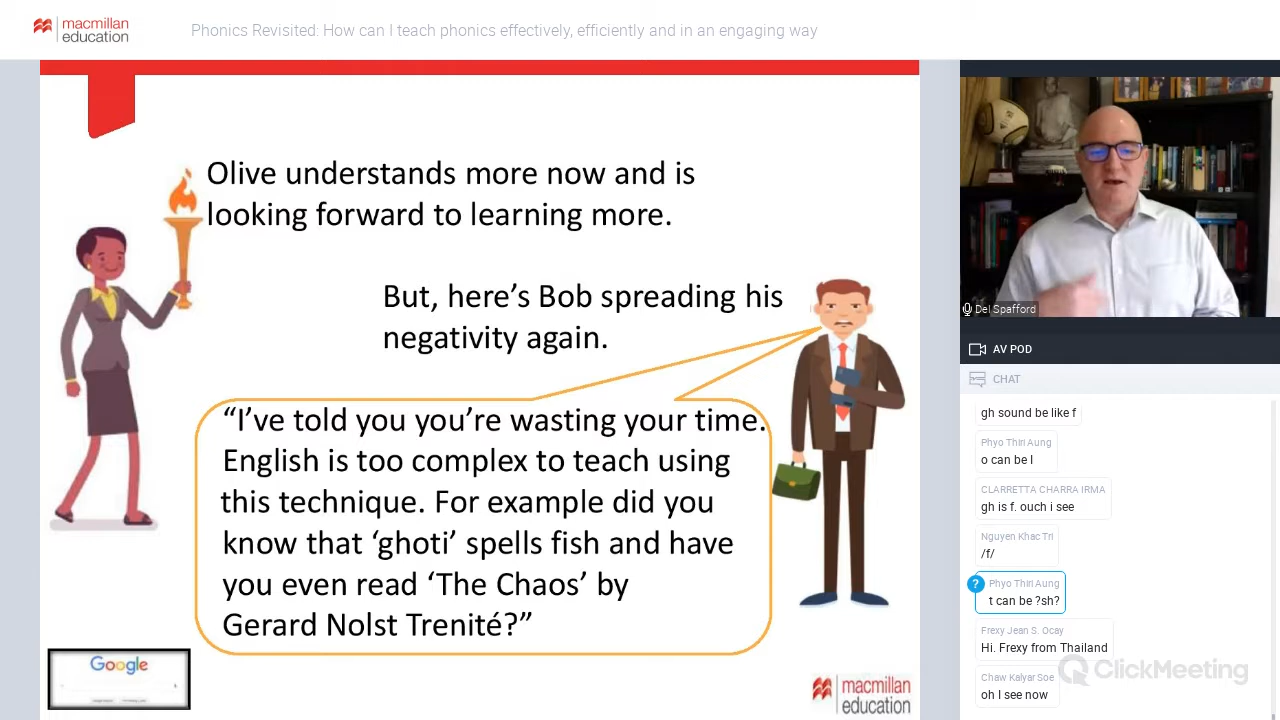 macmillan
education
Phonics Revisited: How can I teach phonics effectively, efficiently and in an engaging way
Olive understands more now and is
looking forward to learning more.
But, here’s Bob spreading his
negativity again.
“I’ve told you you’re wasting your time.
English is too complex to teach using
this technique. For example did you
know that ‘ghoti’ spells fish and have
you even read ‘The Chaos’ by
Gerard Nolst Trenité?”
Google
macmillan
education
Del Spafford
AV POD
CHAT
gh sound be like f
Phyo Thiri Aung
o can be I
CLARRETTA CHARRA IRMA
gh is f. ouch i see
Nguyen Khac Tri
/f/
?
Phyo Thiri Aung
t can be ?sh?
Frexy Jean S. Ocay
Hi. Frexy from Thailand
Chaw Kalyar Soe
oh I see now
ClickMeeting